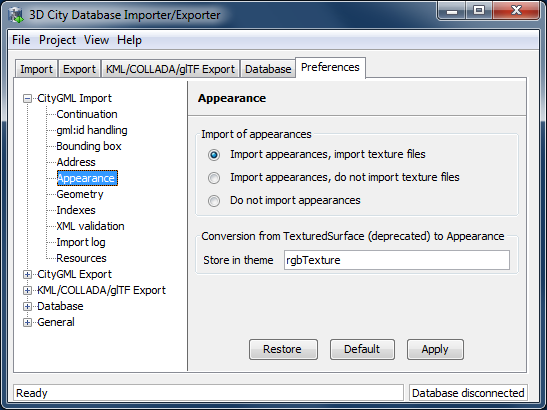 3D City Database Importer/Exporter
File Project View Help
Import Export KML/COLLADA/glTF Export Database Preferences
CityGML Import
Continuation
gml:id handling
Bounding box
Address
Appearance
Geometry
Indexes
XML validation
Import log
Resources
CityGML Export
KML/COLLADA/glTF Export
Database
General
Appearance
Import of appearances
Import appearances, import texture files
Import appearances, do not import texture files
Do not import appearances
Conversion from TexturedSurface (deprecated) to Appearance
Store in theme rgbTexture
Restore Default Apply
Ready Database disconnected